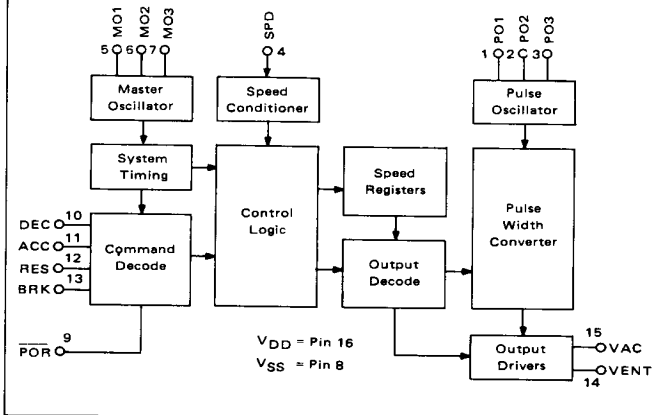 MO1
MO2
MO3
5
6
7
SPD
4
PO1
PO2
PO3
1
2
3
Master
Oscillator
Speed
Conditioner
Pulse
Oscillator
System
Timing
Control
Logic
Speed
Registers
Pulse
Width
Converter
DEC 10
ACC 11
RES 12
BRK 13
Command
Decode
Output
Decode
POR 9
VDD = Pin 16
VSS = Pin 8
Output
Drivers
15
VAC
VENT
14